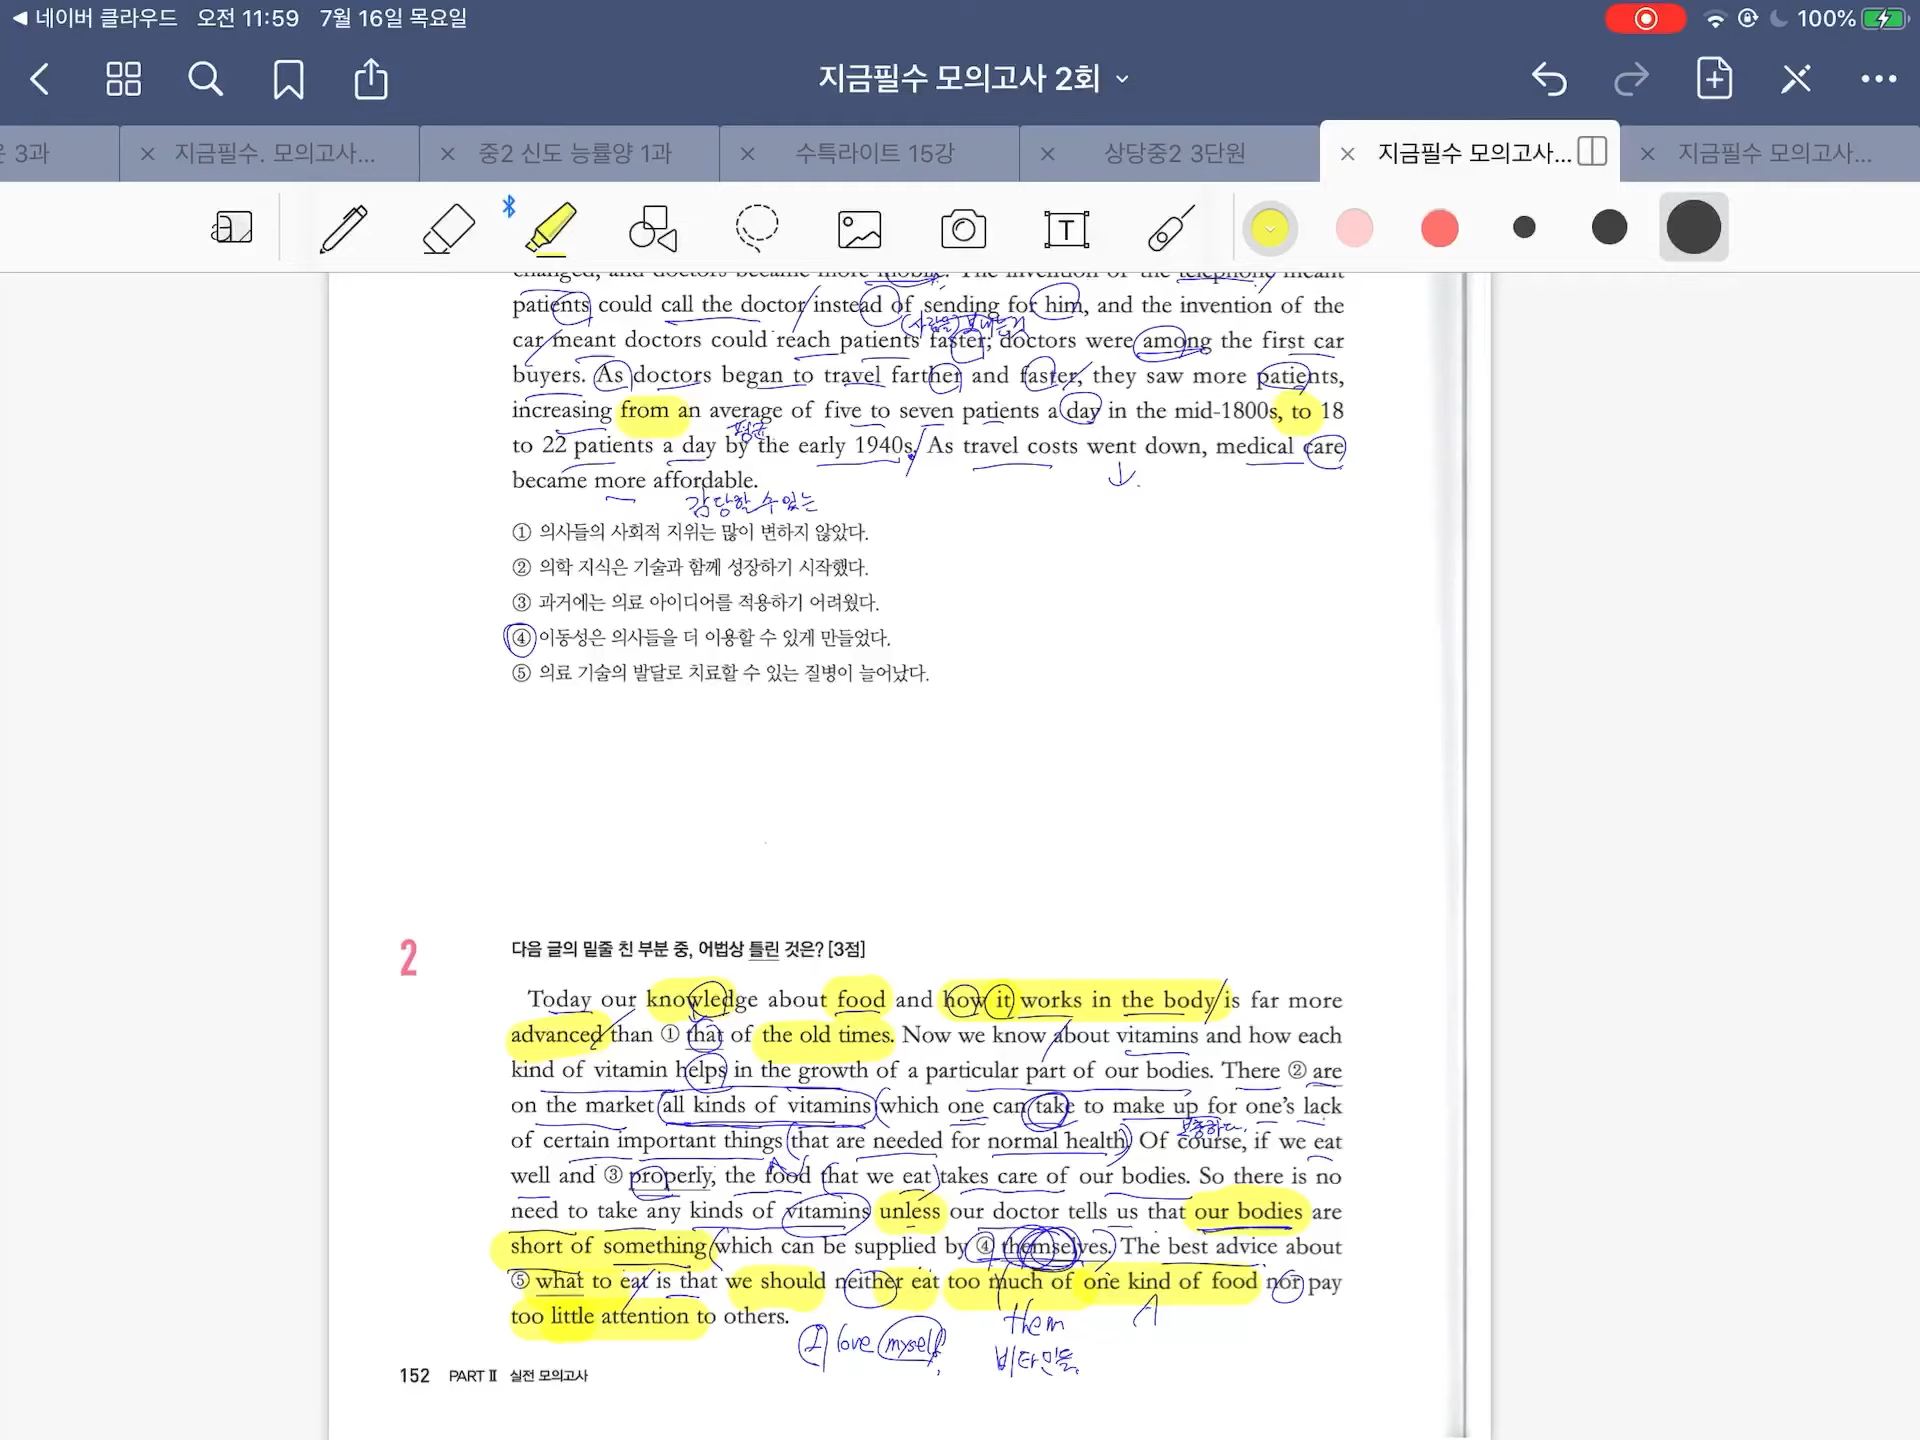 네이버 클라우드 오전 11:59 7월 16일 목요일
100%
지금필수 모의고사 2회
3과
지금필수. 모의고사...
중2 신도 능률양 1과
수특라이트 15강
상당중2 3단원
지금필수 모의고사...
지금필수 모의고사...
changed, and doctors became more mobile. The invention of the telephone meant
patients could call the doctor instead of sending for him, and the invention of the
car meant doctors could reach patients faster; doctors were among the first car
buyers. As doctors began to travel farther and faster, they saw more patients,
increasing from an average of five to seven patients a day in the mid-1800s, to 18
평균
to 22 patients a day by the early 1940s. As travel costs went down, medical care
became more affordable.
감당할 수 있는
① 의사들의 사회적 지위는 많이 변하지 않았다.
② 의학 지식은 기술과 함께 성장하기 시작했다.
③ 과거에는 의료 아이디어를 적용하기 어려웠다.
④ 이동성은 의사들을 더 이용할 수 있게 만들었다.
⑤ 의료 기술의 발달로 치료할 수 있는 질병이 늘어났다.
2
다음 글의 밑줄 친 부분 중, 어법상 틀린 것은? [3점]
Today our knowledge about food and how it works in the body is far more
advanced than ① that of the old times. Now we know about vitamins and how each
kind of vitamin helps in the growth of a particular part of our bodies. There ② are
on the market all kinds of vitamins which one can take to make up for one's lack
보충하다.
of certain important things that are needed for normal health. Of course, if we eat
well and ③ properly, the food that we eat takes care of our bodies. So there is no
need to take any kinds of vitamins unless our doctor tells us that our bodies are
short of something which can be supplied by ④ themselves. The best advice about
⑤ what to eat is that we should neither eat too much of one kind of food nor pay
too little attention to others.
them
A
I love myself
비타민들
152 PART Ⅱ 실전 모의고사